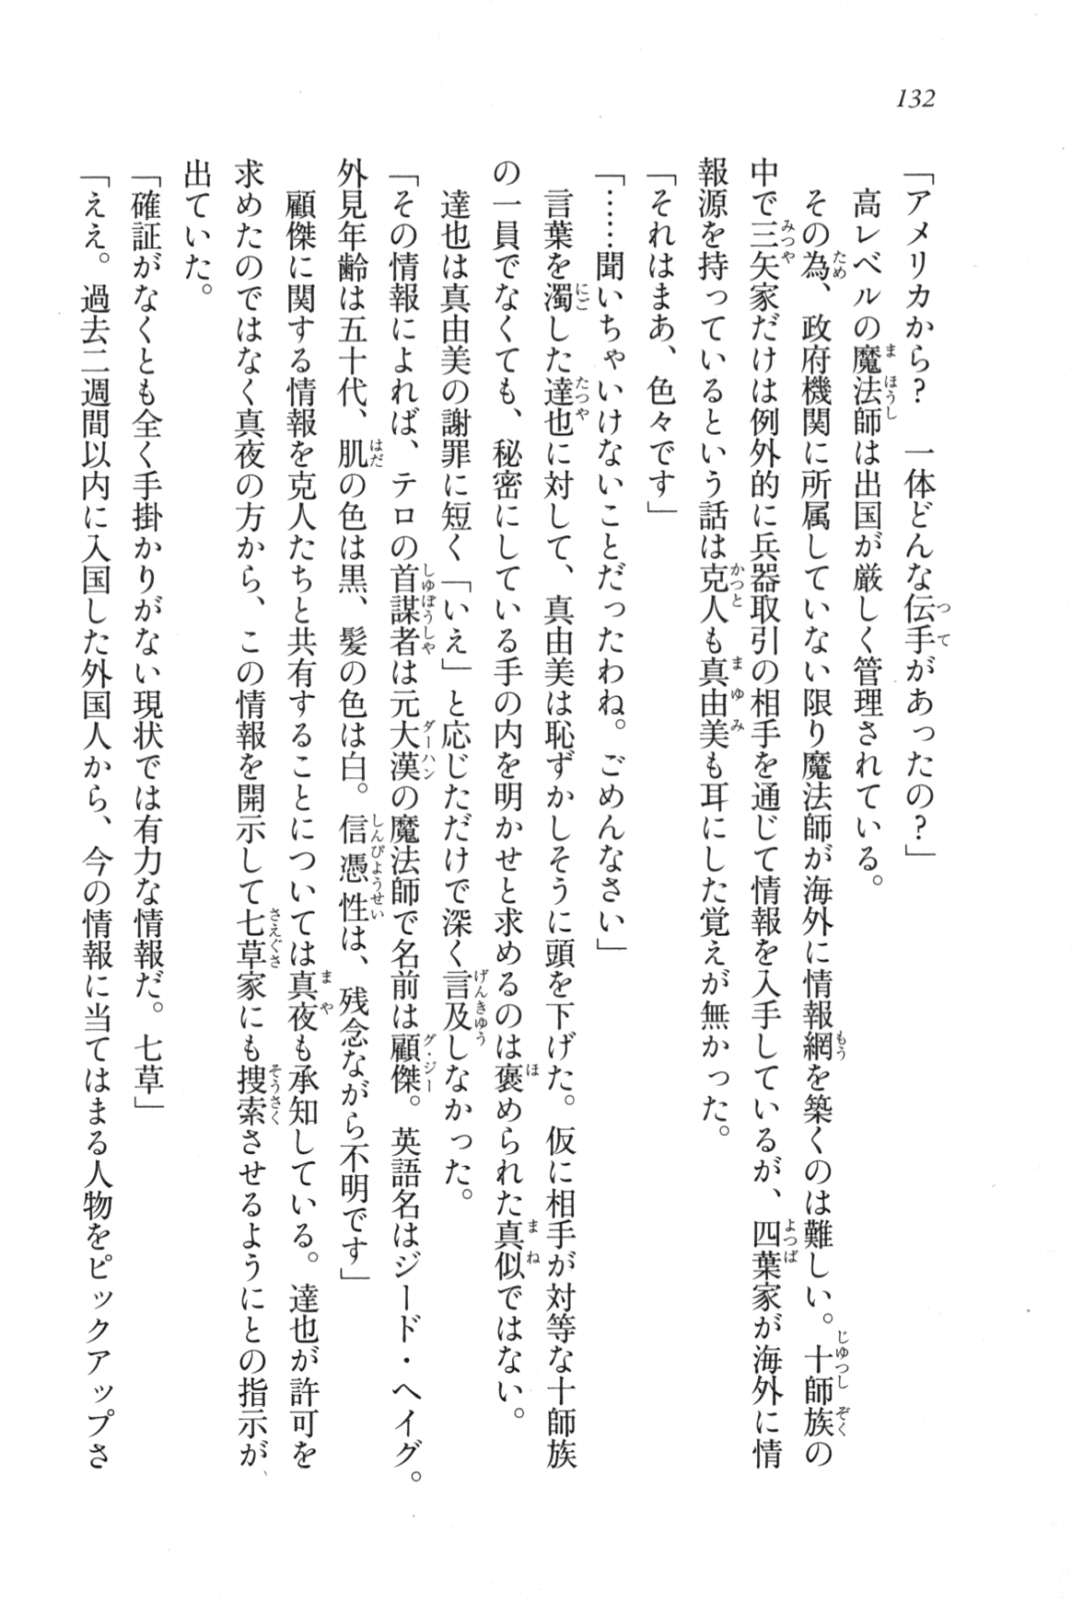 132
「アメリカから？　一体どんな伝手があったの？」
　高レベルの魔法師は出国が厳しく管理されている。
　その為、政府機関に所属していない限り魔法師が海外に情報網を築くのは難しい。十師族の
中で三矢家だけは例外的に兵器取引の相手を通じて情報を入手しているが、四葉家が海外に情
報源を持っているという話は克人も真由美も耳にした覚えが無かった。
「それはまあ、色々です」
「……聞いちゃいけないことだったわね。ごめんなさい」
　言葉を濁した達也に対して、真由美は恥ずかしそうに頭を下げた。仮に相手が対等な十師族
の一員でなくても、秘密にしている手の内を明かせと求めるのは褒められた真似ではない。
　達也は真由美の謝罪に短く「いえ」と応じただけで深く言及しなかった。
「その情報によれば、テロの首謀者は元大漢の魔法師で名前は顧傑。英語名はジード・ヘイグ。
外見年齢は五十代、肌の色は黒、髪の色は白。信憑性は、残念ながら不明です」
　顧傑に関する情報を克人たちと共有することについては真夜も承知している。達也が許可を
求めたのではなく真夜の方から、この情報を開示して七草家にも捜索させるようにとの指示が
出ていた。
「確証がなくとも全く手掛かりがない現状では有力な情報だ。七草」
「ええ。過去二週間以内に入国した外国人から、今の情報に当てはまる人物をピックアップさ